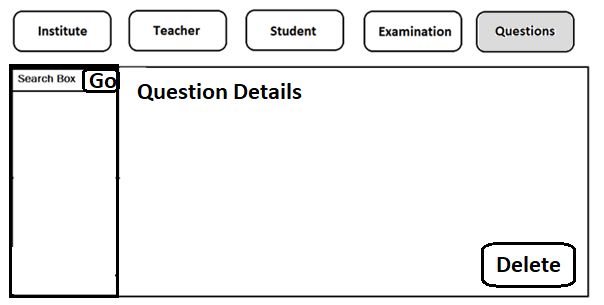 Institute
Teacher
Student
Examination
Questions
Search Box
Go
Question Details
Delete